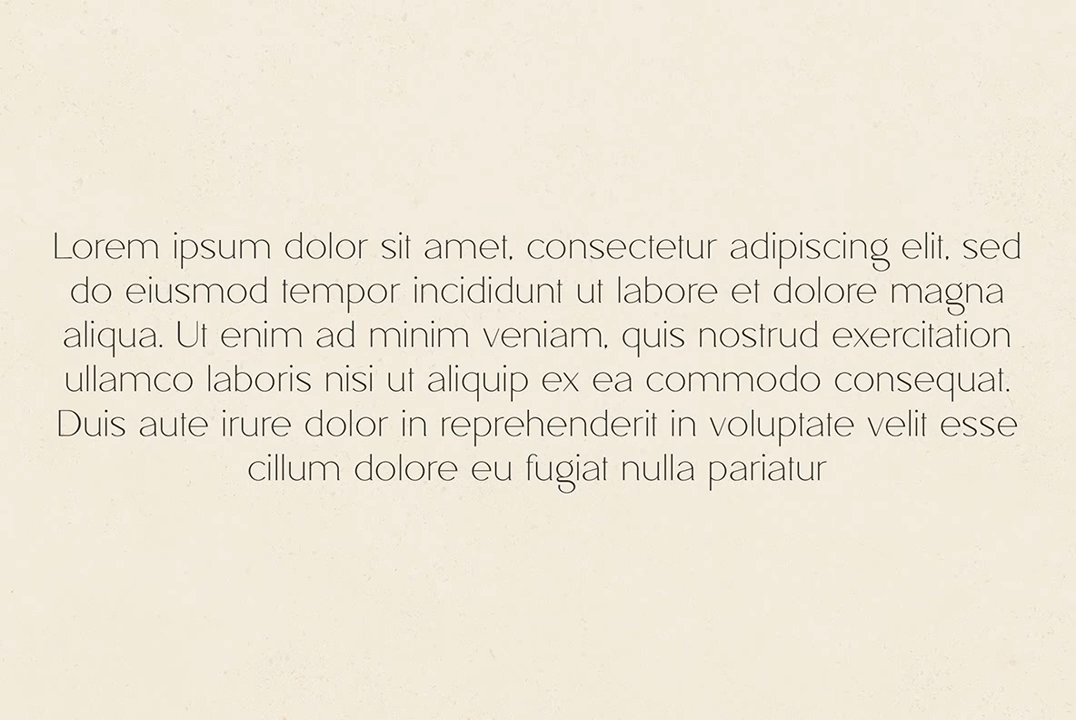 Lorem ipsum dolor sit amet, consectetur adipiscing elit, sed
do eiusmod tempor incididunt ut labore et dolore magna
aliqua. Ut enim ad minim veniam, quis nostrud exercitation
ullamco laboris nisi ut aliquip ex ea commodo consequat.
Duis aute irure dolor in reprehenderit in voluptate velit esse
cillum dolore eu fugiat nulla pariatur